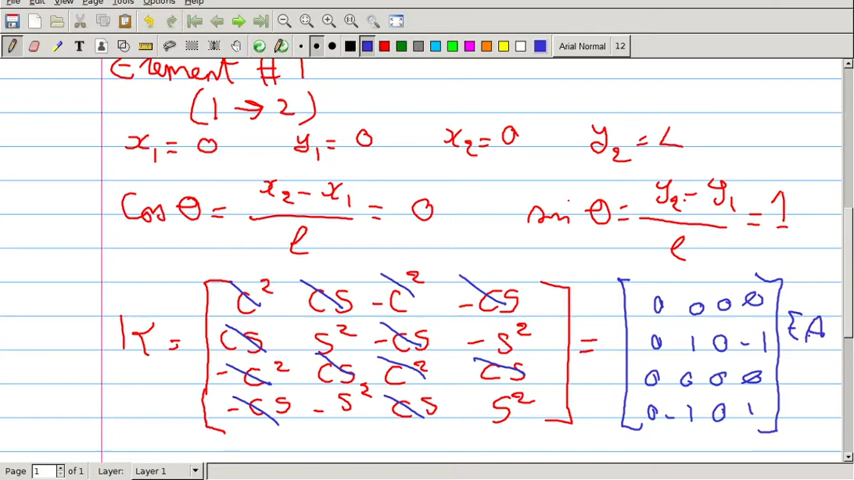 File Edit View Page Tools Options Help
Arial Normal 12
Element # 1
(1 → 2)
x₁ = 0 y₁ = 0 x₂ = 0 y₂ = L
Cos θ = (x₂ - x₁)/l = 0 sin θ = (y₂ - y₁)/l = 1
K = [ C² CS -C² -CS = [ 0 0 0 0
CS S² -CS -S² 0 1 0 -1 EA
-C² CS C² CS 0 0 0 0
-CS -S² CS S² ] 0 -1 0 1 ]
Page 1 of 1 Layer: Layer 1